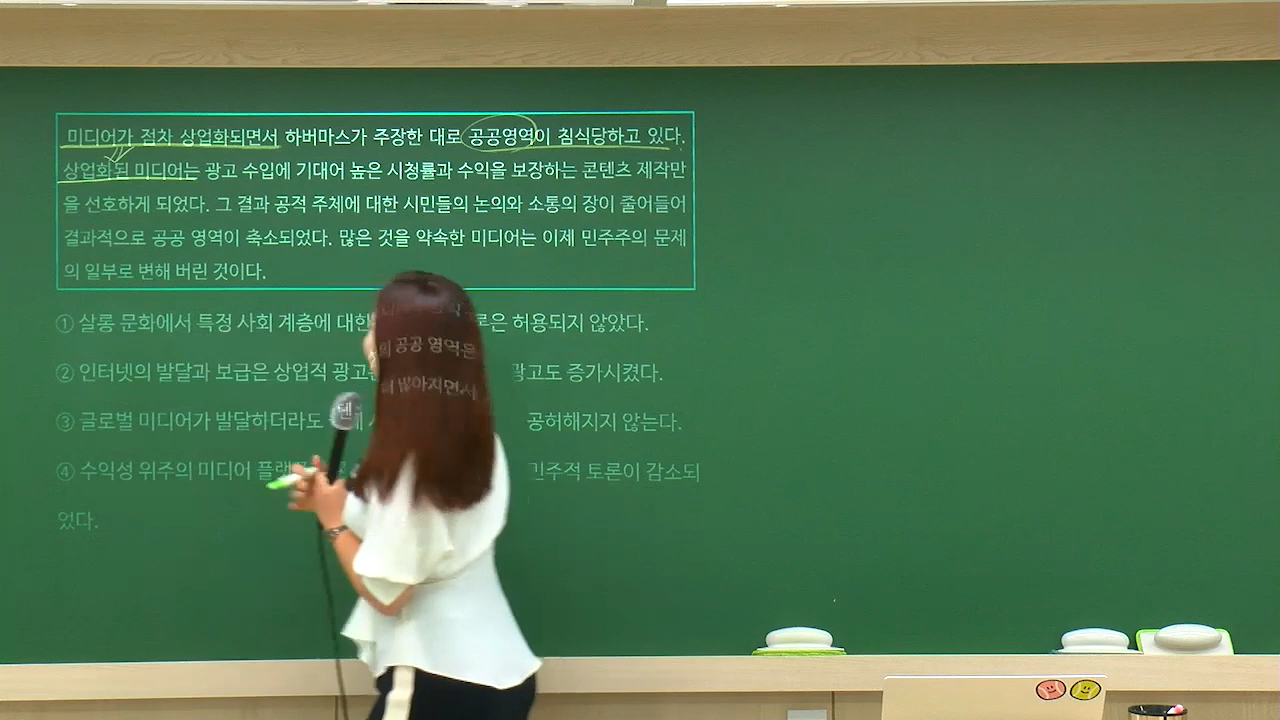 미디어가 점차 상업화되면서 하버마스가 주장한 대로 공공영역이 침식당하고 있다.
상업화된 미디어는 광고 수입에 기대어 높은 시청률과 수익을 보장하는 콘텐츠 제작만
을 선호하게 되었다. 그 결과 공적 주체에 대한 시민들의 논의와 소통의 장이 줄어들어
결과적으로 공공 영역이 축소되었다. 많은 것을 약속한 미디어는 이제 민주주의 문제
의 일부로 변해 버린 것이다.
① 살롱 문화에서 특정 사회 계층에 대한 허용되지 않았다.
의 공공 영역은
② 인터넷의 발달과 보급은 상업적 광고 광고도 증가시켰다.
많아지면서
③ 글로벌 미디어가 발달하더라도 공허해지지 않는다.
④ 수익성 위주의 미디어 민주적 토론이 감소되
었다.